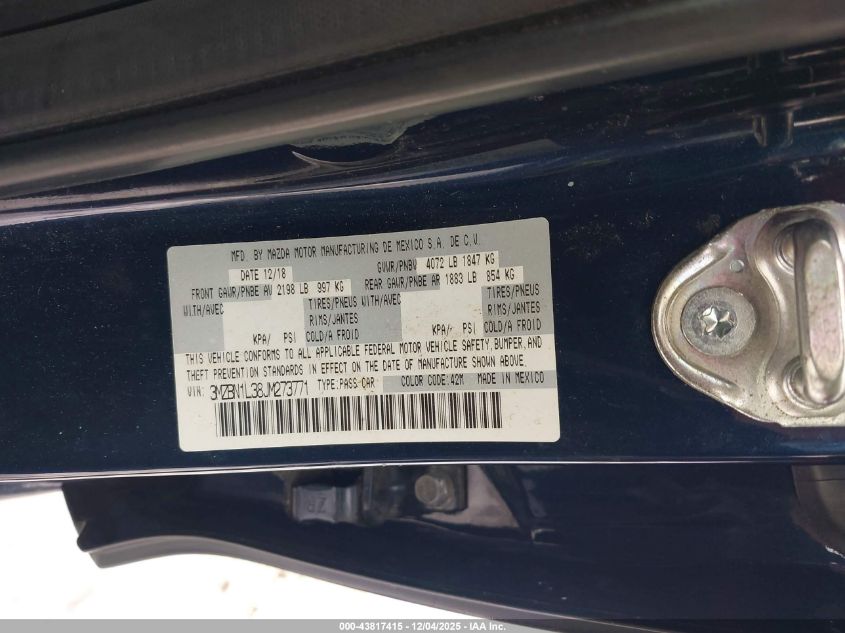 MFD. BY MAZDA MOTOR MANUFACTURING DE MEXICO S.A. DE C.V.
DATE 12/18 GVWR/PNBV 4072 LB 1847 KG
FRONT GAWR/PNBE AV 2198 LB 997 KG REAR GAWR/PNBE AR 1883 LB 854 KG
WITH/AVEC TIRES/PNEUS WITH/AVEC TIRES/PNEUS
RIMS/JANTES RIMS/JANTES
KPA/ PSI COLD/A FROID KPA/ PSI COLD/A FROID
THIS VEHICLE CONFORMS TO ALL APPLICABLE FEDERAL MOTOR VEHICLE SAFETY, BUMPER, AND
THEFT PREVENTION STANDARDS IN EFFECT ON THE DATE OF MANUFACTURE SHOWN ABOVE.
VIN: 3MZBN1L38JM273771 TYPE:PASS CAR COLOR CODE:42M MADE IN MEXICO
ZR
000-43817415 - 12/04/2025 - IAA Inc.